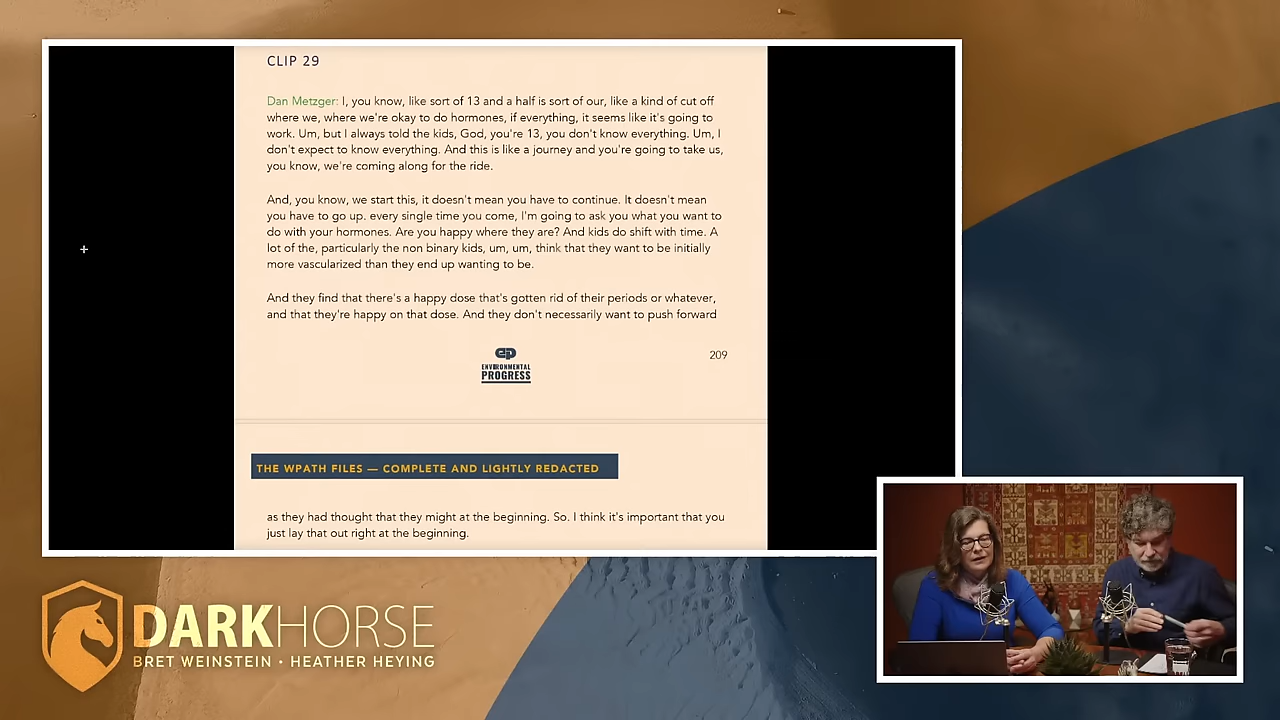 CLIP 29
Dan Metzger: I, you know, like sort of 13 and a half is sort of our, like a kind of cut off
where we, where we're okay to do hormones, if everything, it seems like it's going to
work. Um, but I always told the kids, God, you're 13, you don't know everything. Um, I
don't expect to know everything. And this is like a journey and you're going to take us,
you know, we're coming along for the ride.
And, you know, we start this, it doesn't mean you have to continue. It doesn't mean
you have to go up. every single time you come, I'm going to ask you what you want to
do with your hormones. Are you happy where they are? And kids do shift with time. A
lot of the, particularly the non binary kids, um, um, think that they want to be initially
more vascularized than they end up wanting to be.
And they find that there's a happy dose that's gotten rid of their periods or whatever,
and that they're happy on that dose. And they don't necessarily want to push forward
209
ep
ENVIRONMENTAL
PROGRESS
THE WPATH FILES — COMPLETE AND LIGHTLY REDACTED
as they had thought that they might at the beginning. So. I think it's important that you
just lay that out right at the beginning.
DARKHORSE
BRET WEINSTEIN • HEATHER HEYING